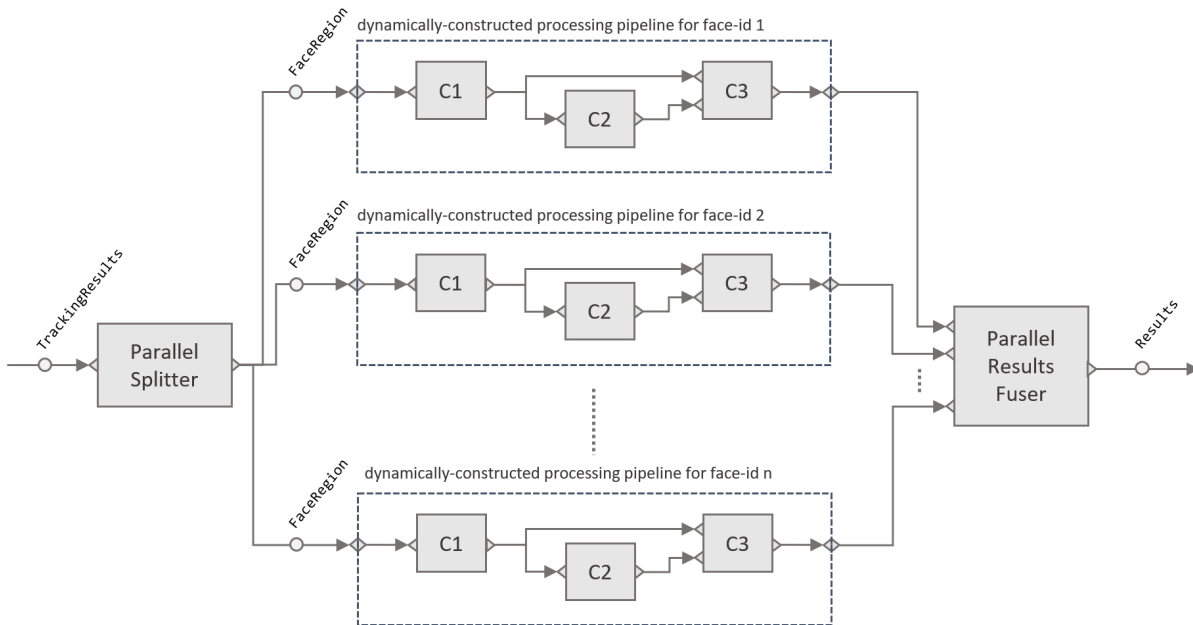 dynamically-constructed processing pipeline for face-id 1
FaceRegion
C1
C2
C3
dynamically-constructed processing pipeline for face-id 2
FaceRegion
C1
C2
C3
TrackingResults
Parallel
Splitter
Parallel
Results
Fuser
Results
dynamically-constructed processing pipeline for face-id n
FaceRegion
C1
C2
C3